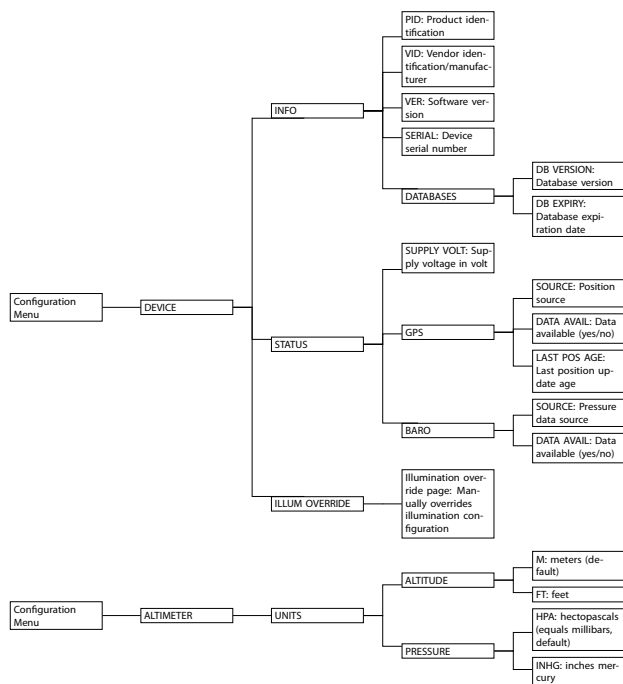 PID: Product iden-
tification
VID: Vendor iden-
tification/manufac-
turer
VER: Software ver-
sion
SERIAL: Device
serial number
INFO
DATABASES
DB VERSION:
Database version
DB EXPIRY:
Database expi-
ration date
SUPPLY VOLT: Sup-
ply voltage in volt
Configuration
Menu
DEVICE
STATUS
GPS
SOURCE: Position
source
DATA AVAIL: Data
available (yes/no)
LAST POS AGE:
Last position up-
date age
BARO
SOURCE: Pressure
data source
DATA AVAIL: Data
available (yes/no)
ILLUM OVERRIDE
Illumination over-
ride page: Man-
ually overrides
illumination con-
figuration
Configuration
Menu
ALTIMETER
UNITS
ALTITUDE
M: meters (de-
fault)
FT: feet
PRESSURE
HPA: hectopascals
(equals millibars,
default)
INHG: inches mer-
cury